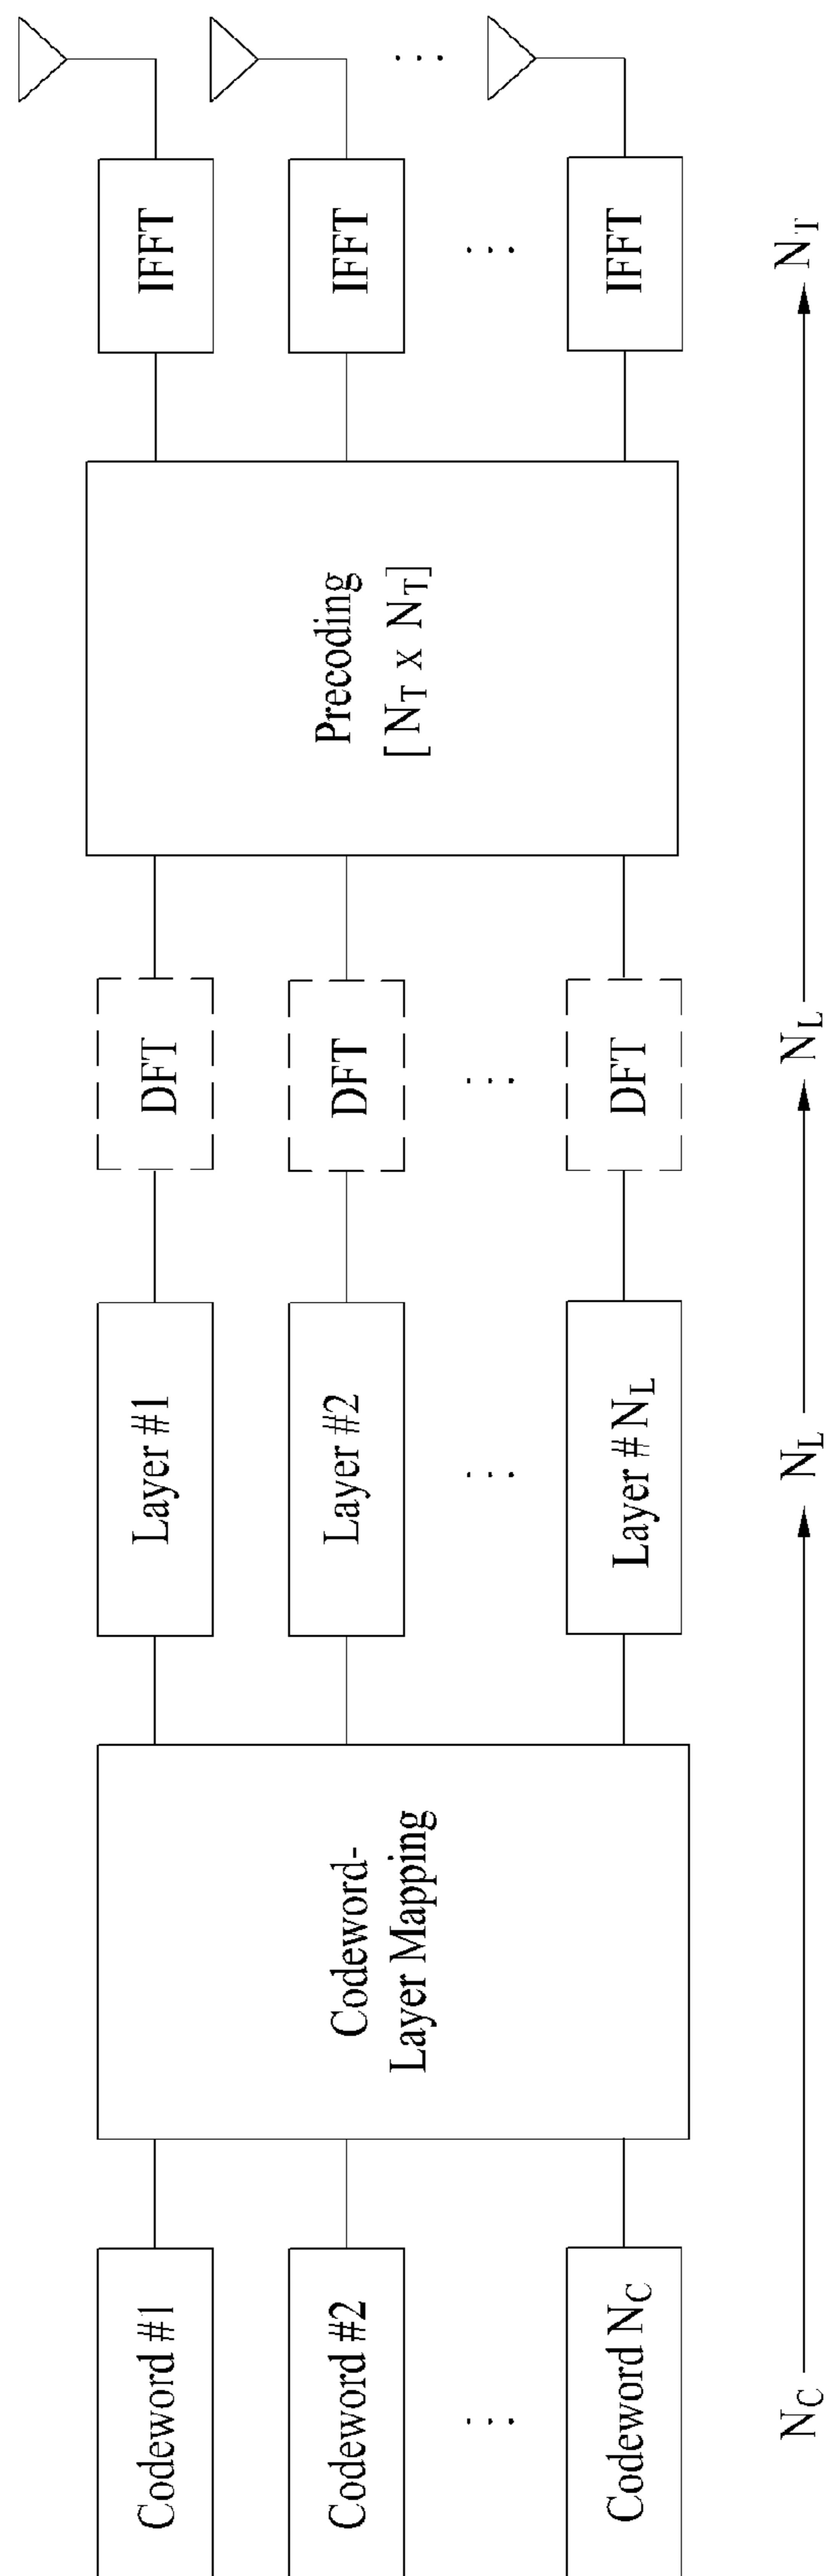 Codeword #1
Codeword #2
. . .
Codeword N_C
Codeword-
Layer Mapping
Layer #1
Layer #2
. . .
Layer # N_L
DFT
DFT
. . .
DFT
Precoding
[ N_T x N_T ]
IFFT
IFFT
. . .
IFFT
. . .
N_C
N_L
N_L
N_T